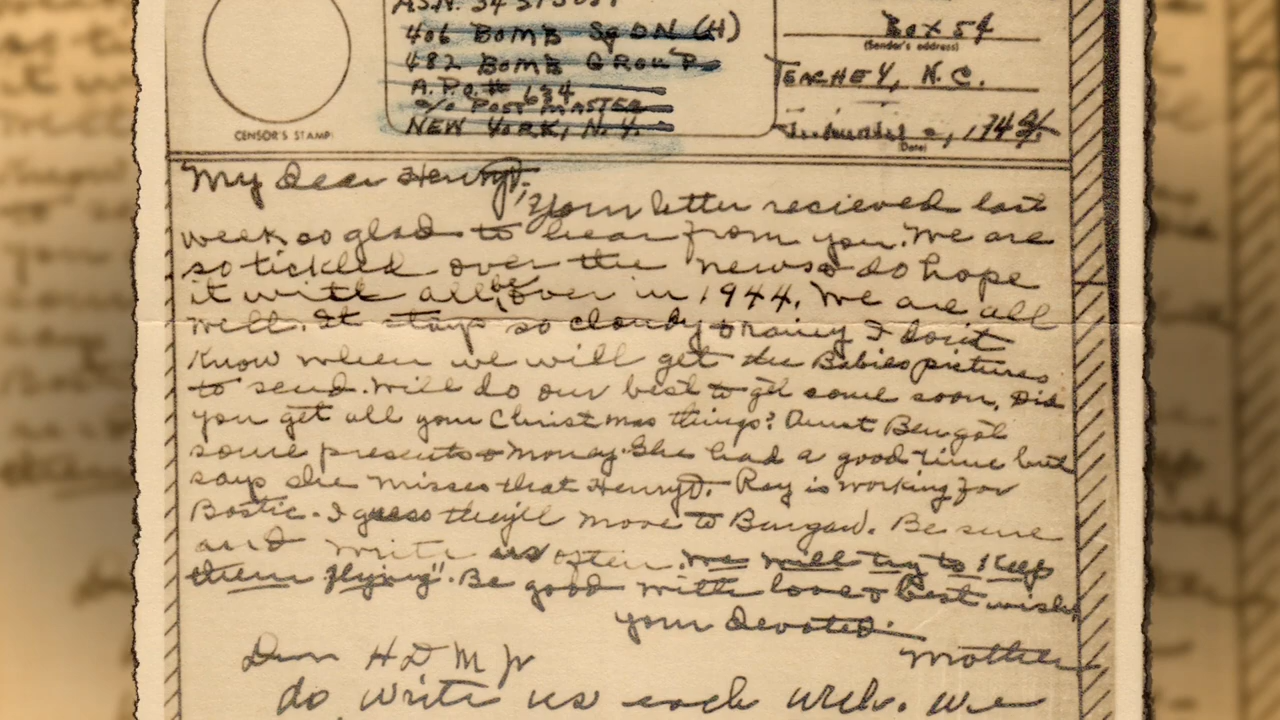 A.S.N. 34
406 BOMB SqDN (H)
482 BOMB GROUP
A.P.O. # 634
c/o POSTMASTER
NEW YORK, N.Y.
CENSOR'S STAMP
Box 54
(Sender's address)
TEACHEY, N.C.
194
(Date)
My Dear Henry D,
Your letter recieved last
week so glad to hear from you. We are
so tickled over the news & do hope
it will all be over in 1944. We are all
well. It stays so cloudy & rainy I don't
know when we will get the Babies pictures
to send. Will do our best to get some soon. Did
you get all your Christmas things? Aunt Ben got
some presents & money. She had a good time but
says she misses that Henry D. Ray is working for
Bostic. I guess they'll move to Burgaw. Be sure
and write us often. We will try to "Keep
them flying". Be good with love & best wishes
your devoted
Mother
Dear H D M Jr
do write us each week. We